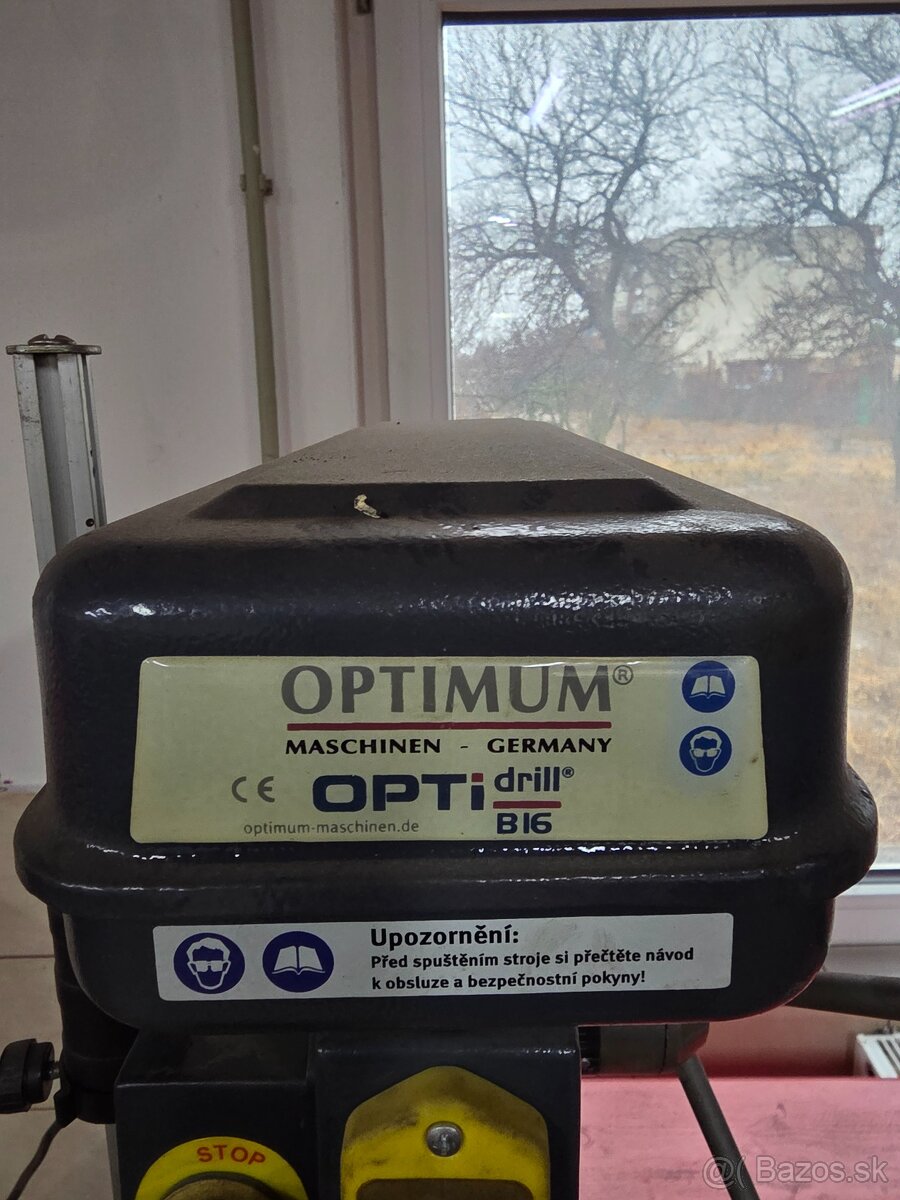 OPTIMUM®
MASCHINEN - GERMANY
CE OPTi drill®
optimum-maschinen.de B16
Upozornění:
Před spuštěním stroje si přečtěte návod
k obsluze a bezpečnostní pokyny!
STOP
@( Bazos.sk